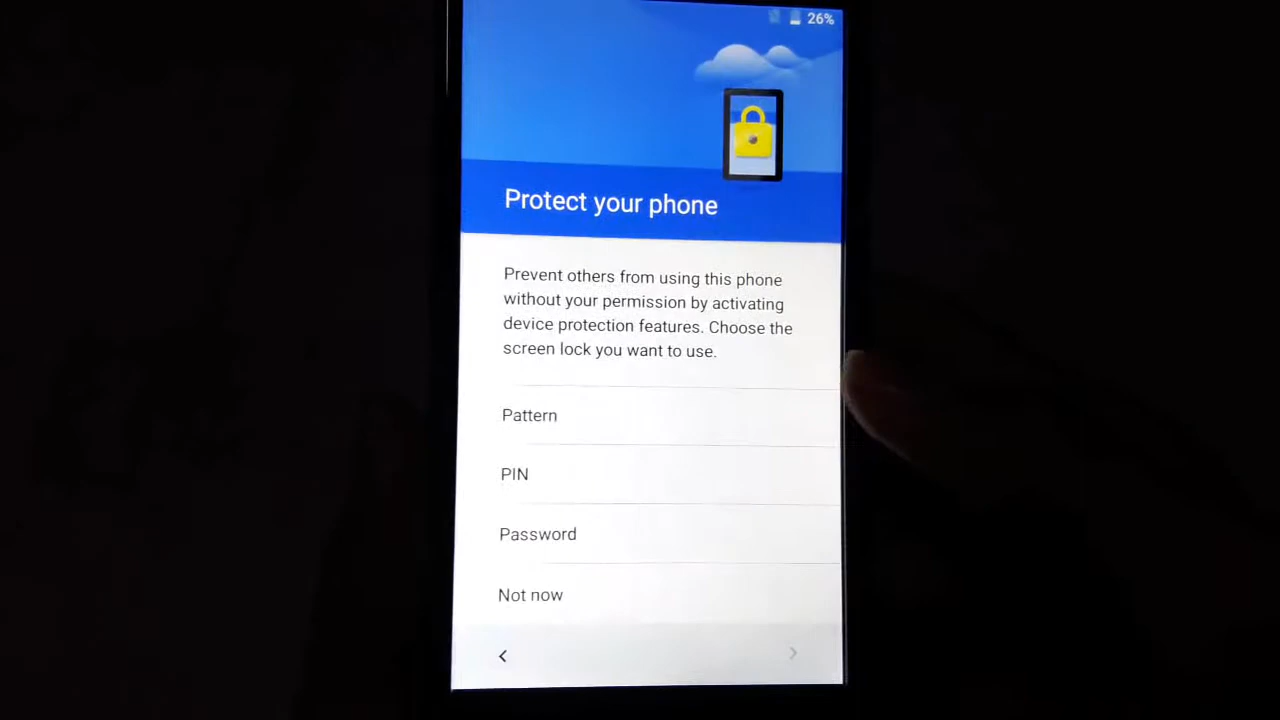 26%
Protect your phone
Prevent others from using this phone
without your permission by activating
device protection features. Choose the
screen lock you want to use.
Pattern
PIN
Password
Not now